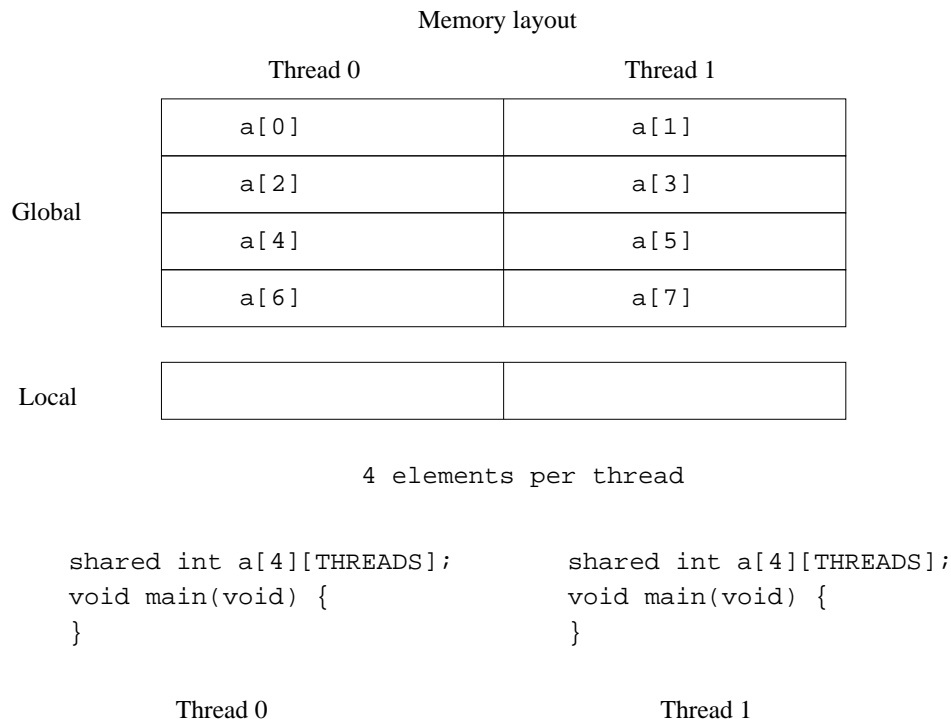 Memory layout
Thread 0 Thread 1
a[0] a[1]
a[2] a[3]
Global
a[4] a[5]
a[6] a[7]
Local
4 elements per thread
shared int a[4][THREADS]; shared int a[4][THREADS];
void main(void) { void main(void) {
} }
Thread 0 Thread 1